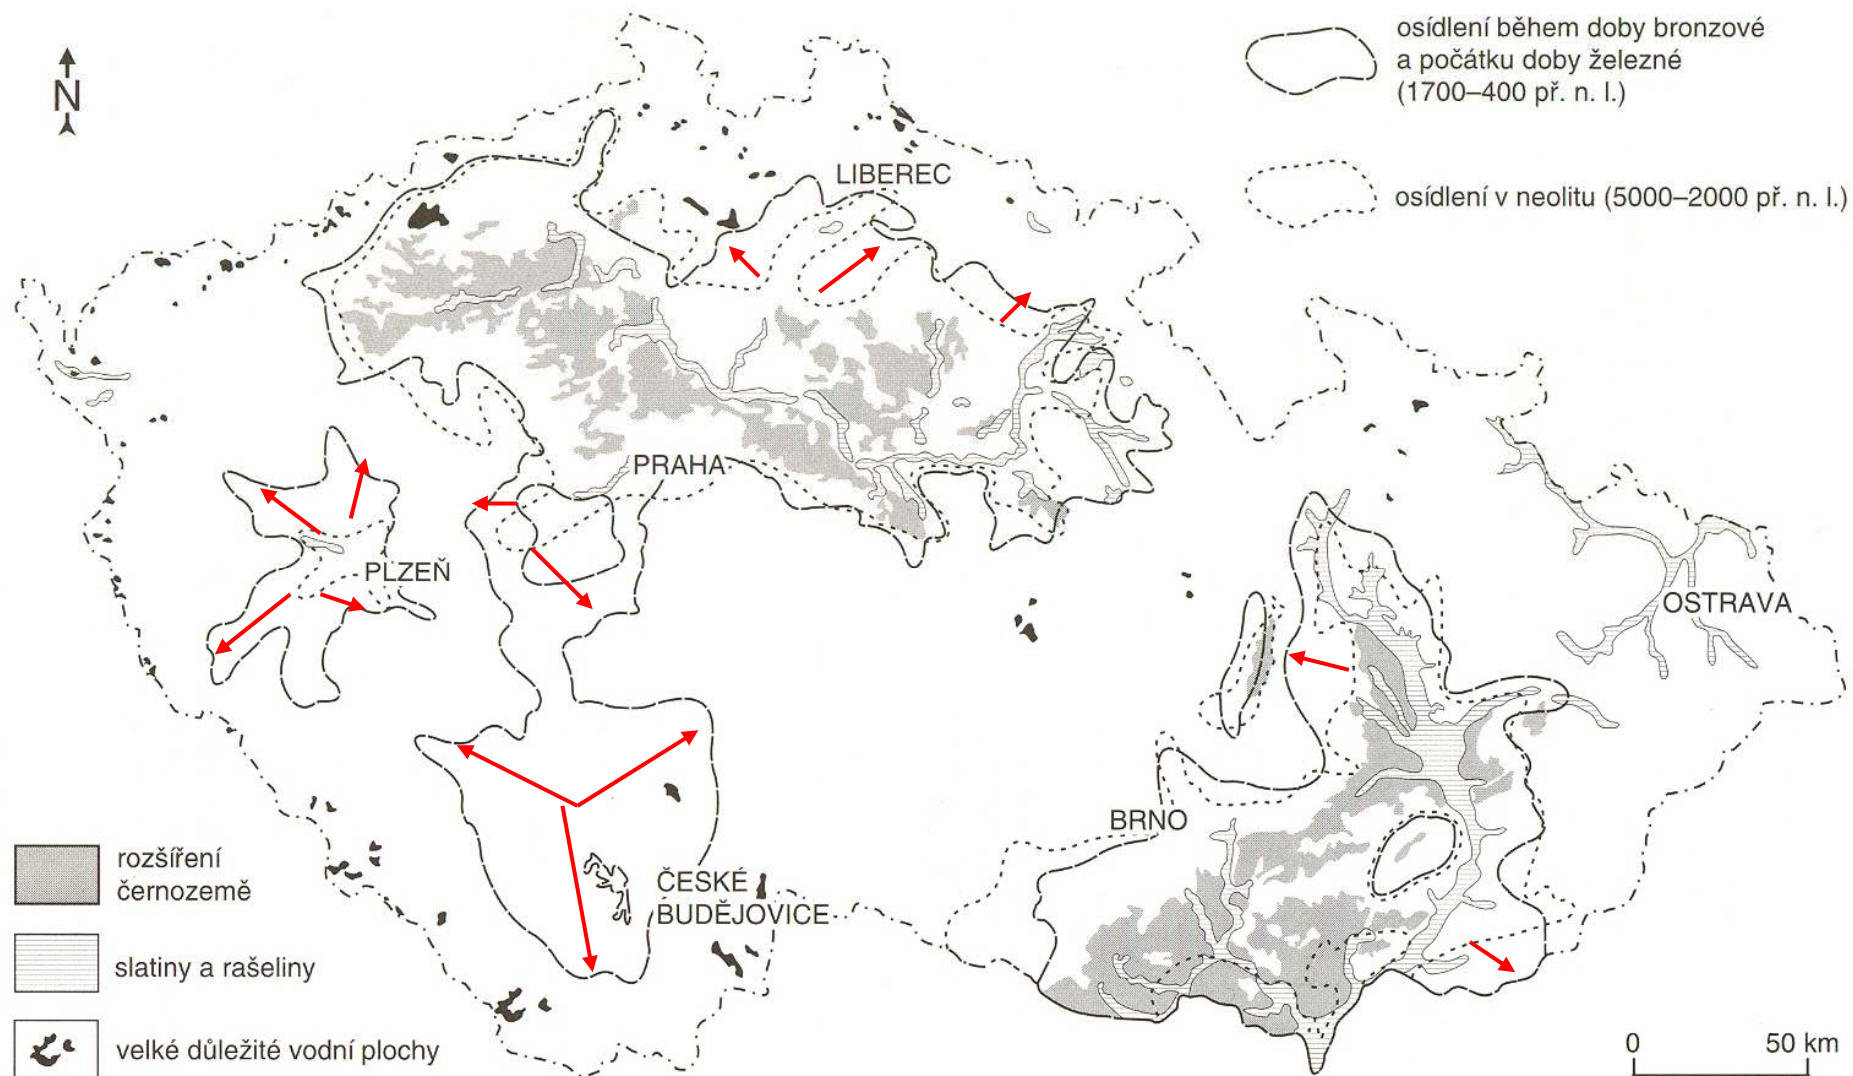 osídlení během doby bronzové
a počátku doby železné
(1700–400 př. n. l.)
N
LIBEREC
osídlení v neolitu (5000–2000 př. n. l.)
PRAHA
PLZEŇ
OSTRAVA
BRNO
rozšíření
černozemě
ČESKÉ
BUDĚJOVICE
slatiny a rašeliny
velké důležité vodní plochy
0 50 km